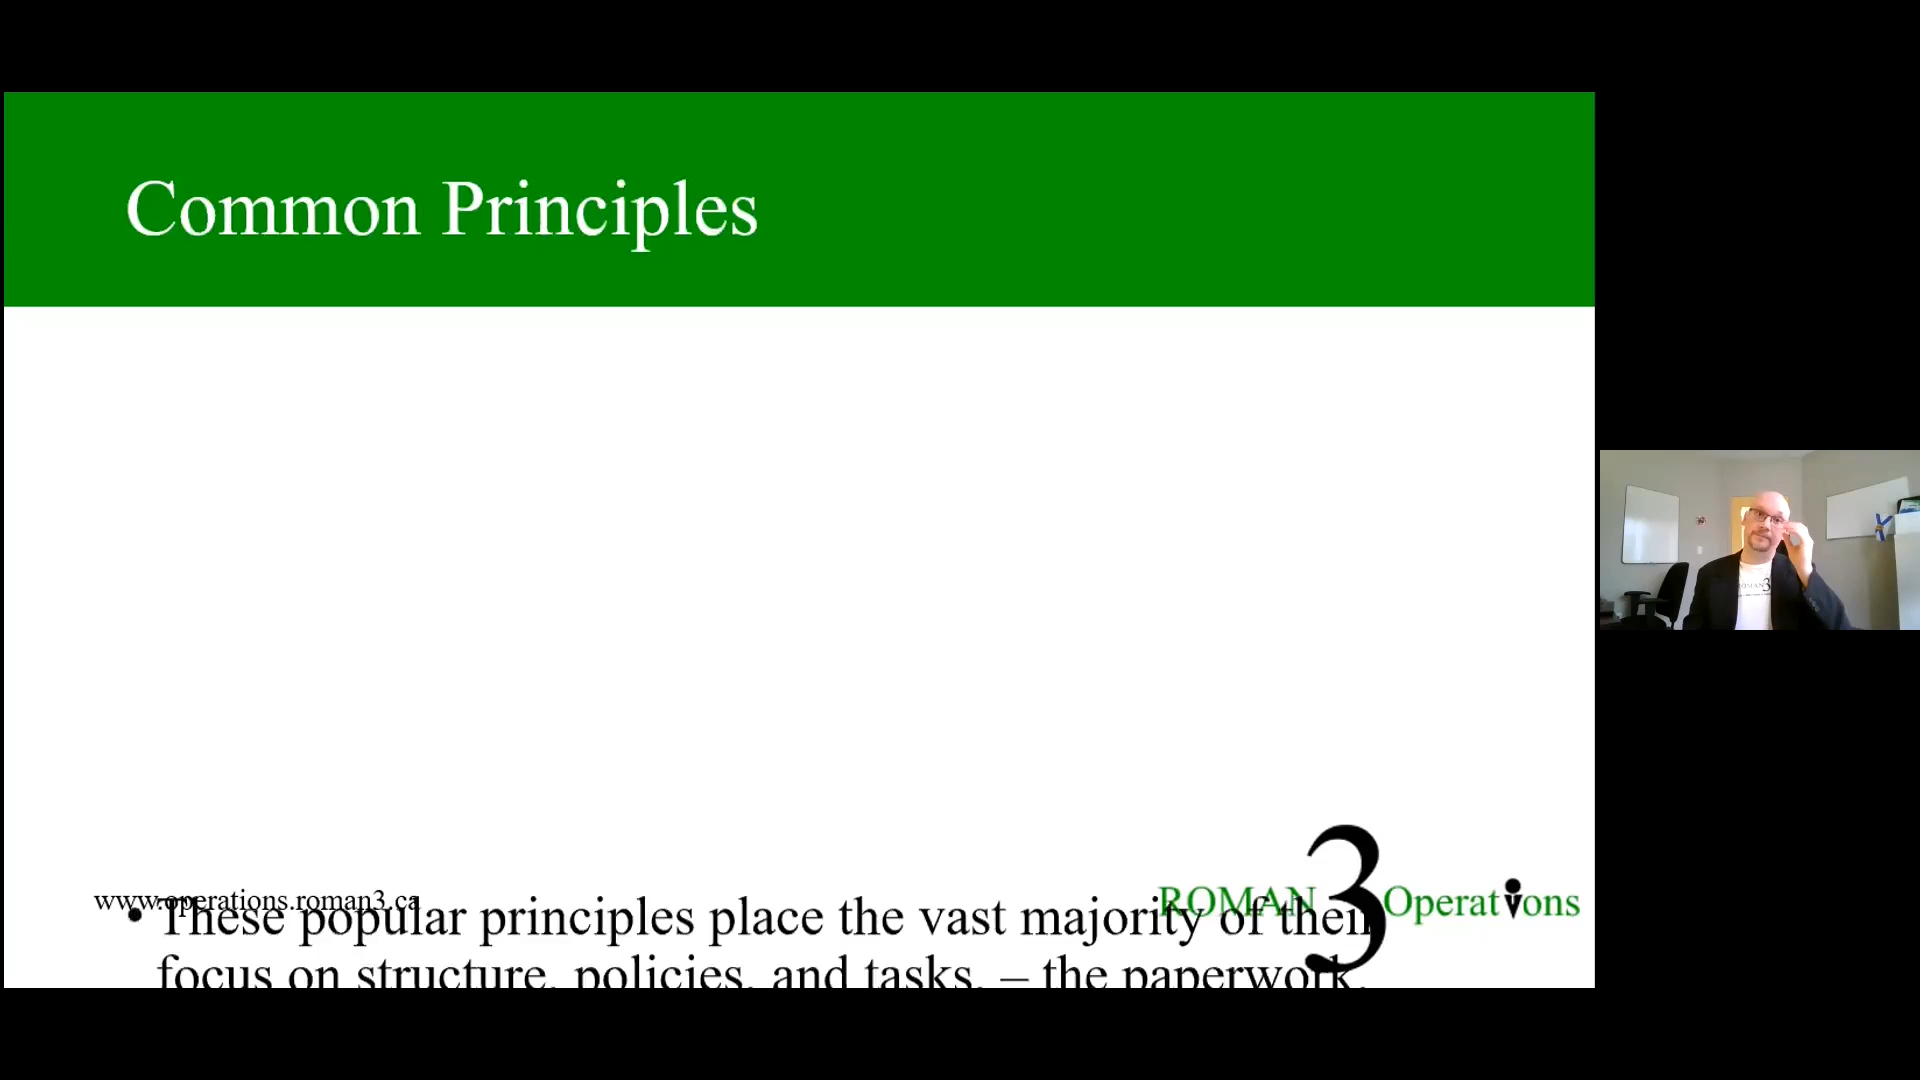 Common Principles
www.operations.roman3.ca
• These popular principles place the vast majority of their
focus on structure, policies, and tasks, – the paperwork.
ROMAN 3 Operations
ROMAN3